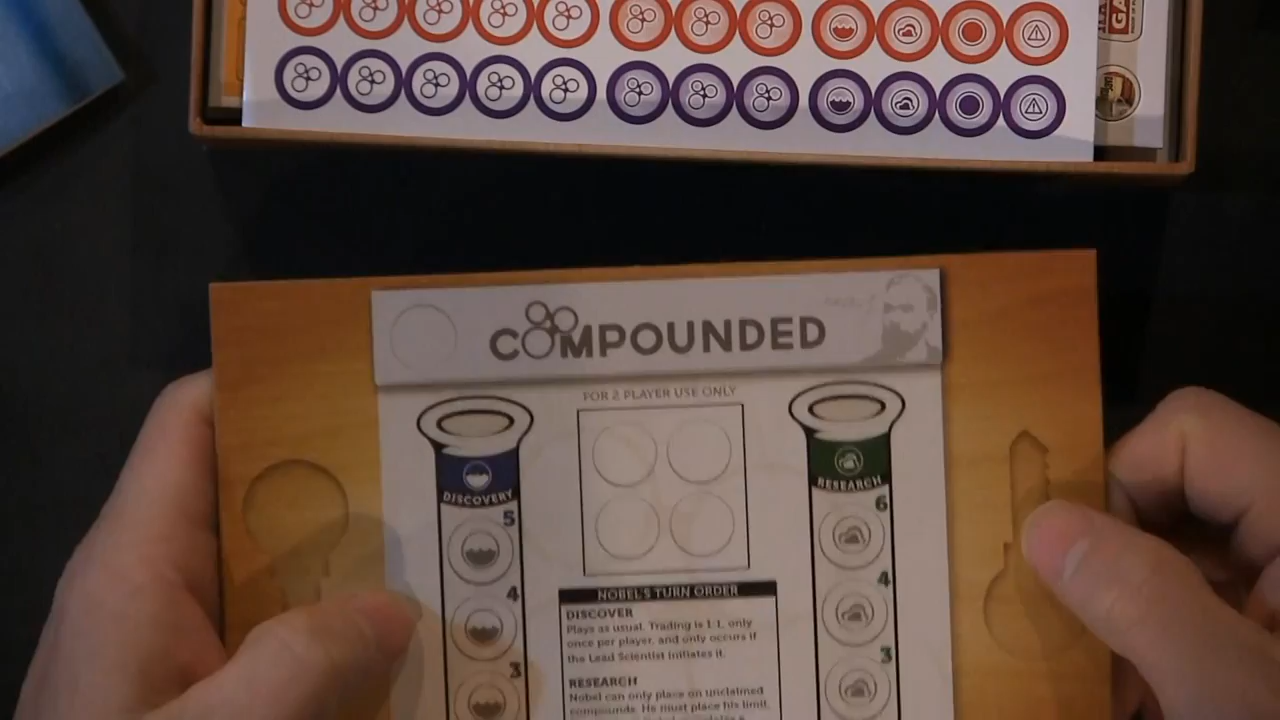 COMPOUNDED
FOR 2 PLAYER USE ONLY
DISCOVERY
RESEARCH
5
6
4
4
3
3
NOBEL'S TURN ORDER
DISCOVER
Plays as usual. Trading is 1:1, only
once per player, and only occurs if
the Lead Scientist initiates it.
RESEARCH
Nobel can only place on unclaimed
compounds. He must place his limit.